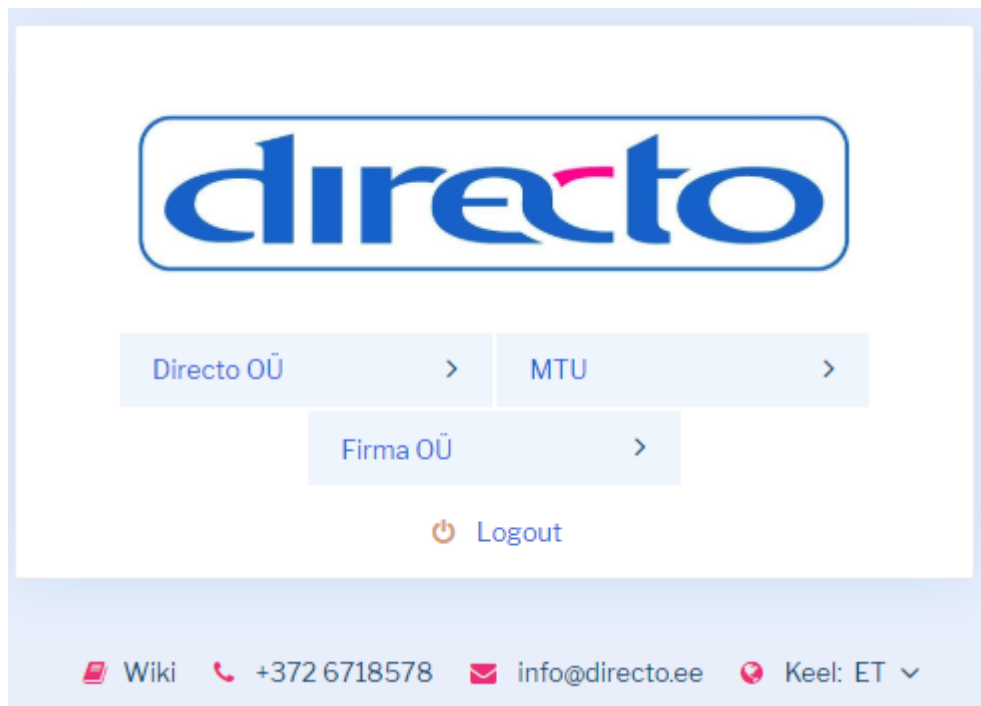 directo
Directo OÜ
MTU
Firma OÜ
Logout
Wiki +372 6718578 info@directo.ee Keel: ET